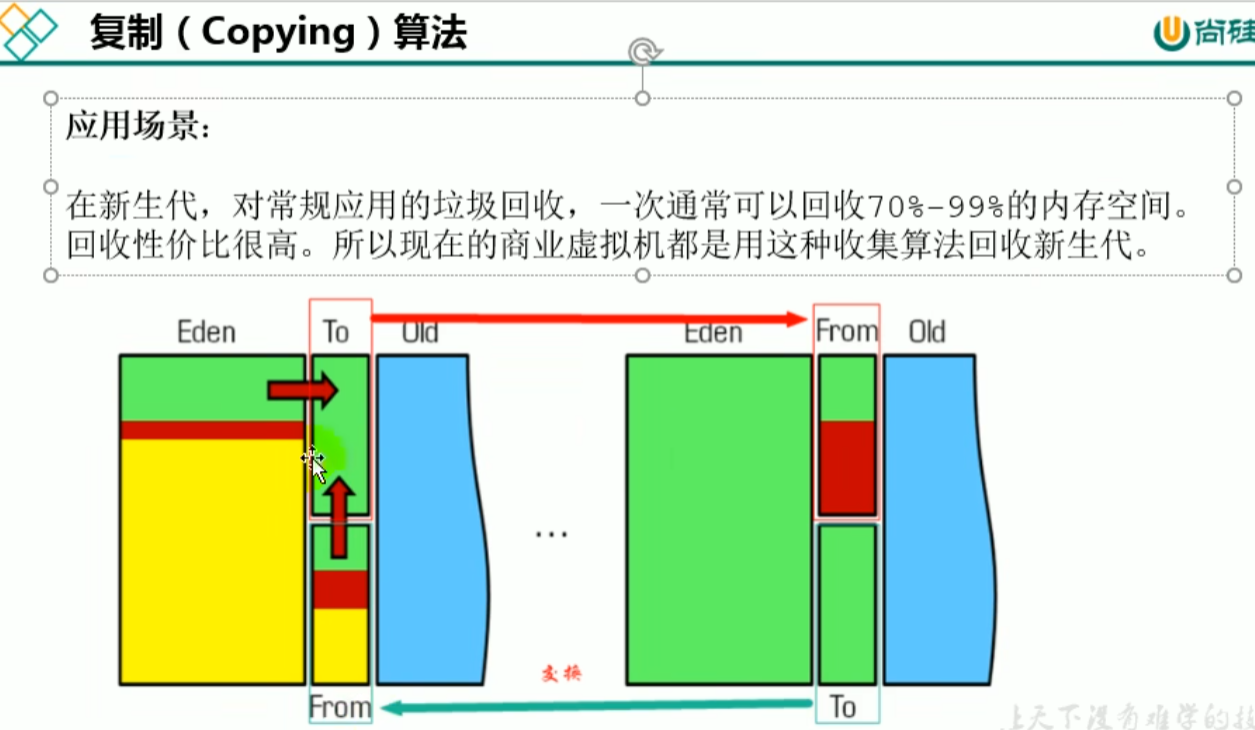 复制（Copying）算法
尚硅
应用场景：
在新生代，对常规应用的垃圾回收，一次通常可以回收70%-99%的内存空间。
回收性价比很高。所以现在的商业虚拟机都是用这种收集算法回收新生代。
Eden To Old Eden From Old
...
交换
From To
上天下没有难学的技